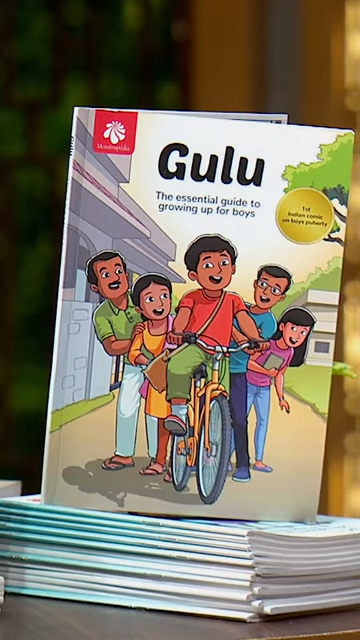 Menstrupedia
Gulu
The essential guide to
growing up for boys
1st
Indian comic
on boys puberty